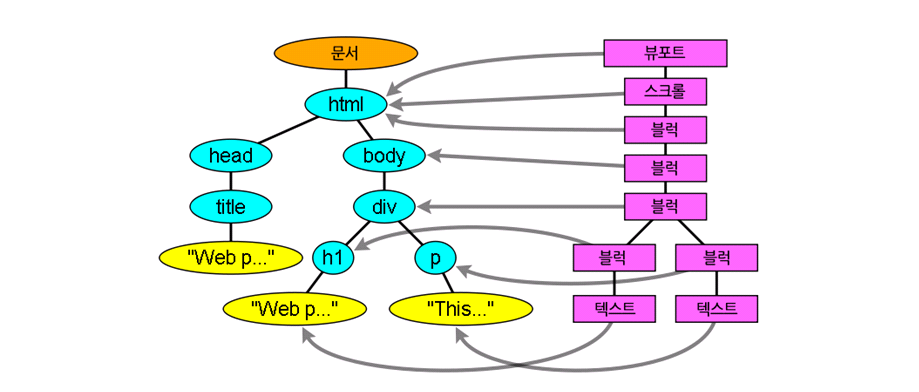 문서
뷰포트
html
스크롤
블럭
head
body
블럭
title
div
블럭
"Web p..."
h1
p
블럭
블럭
"Web p..."
"This..."
텍스트
텍스트